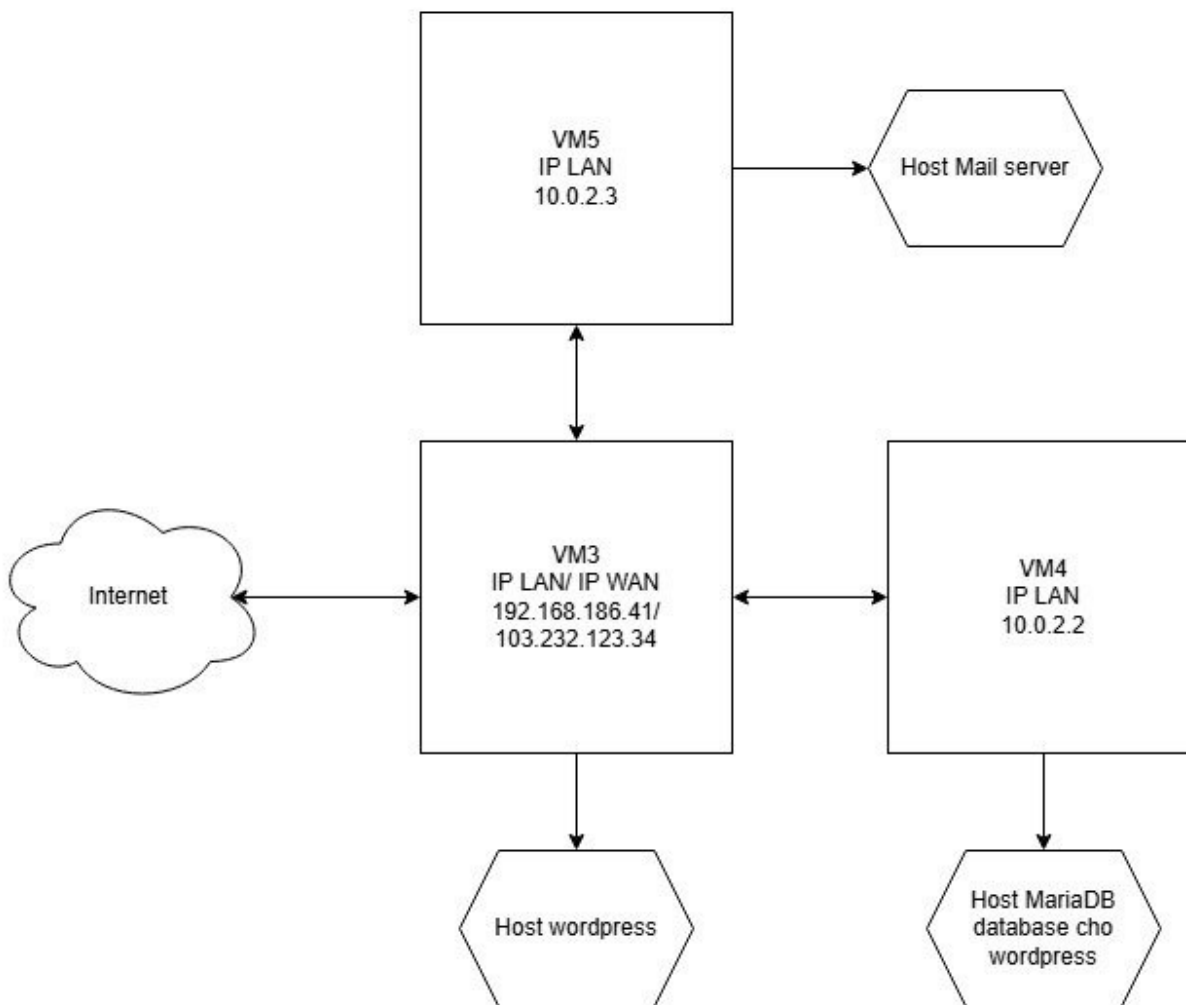 VM5
IP LAN
10.0.2.3
Host Mail server
Internet
VM3
IP LAN/ IP WAN
192.168.186.41/
103.232.123.34
VM4
IP LAN
10.0.2.2
Host wordpress
Host MariaDB
database cho
wordpress